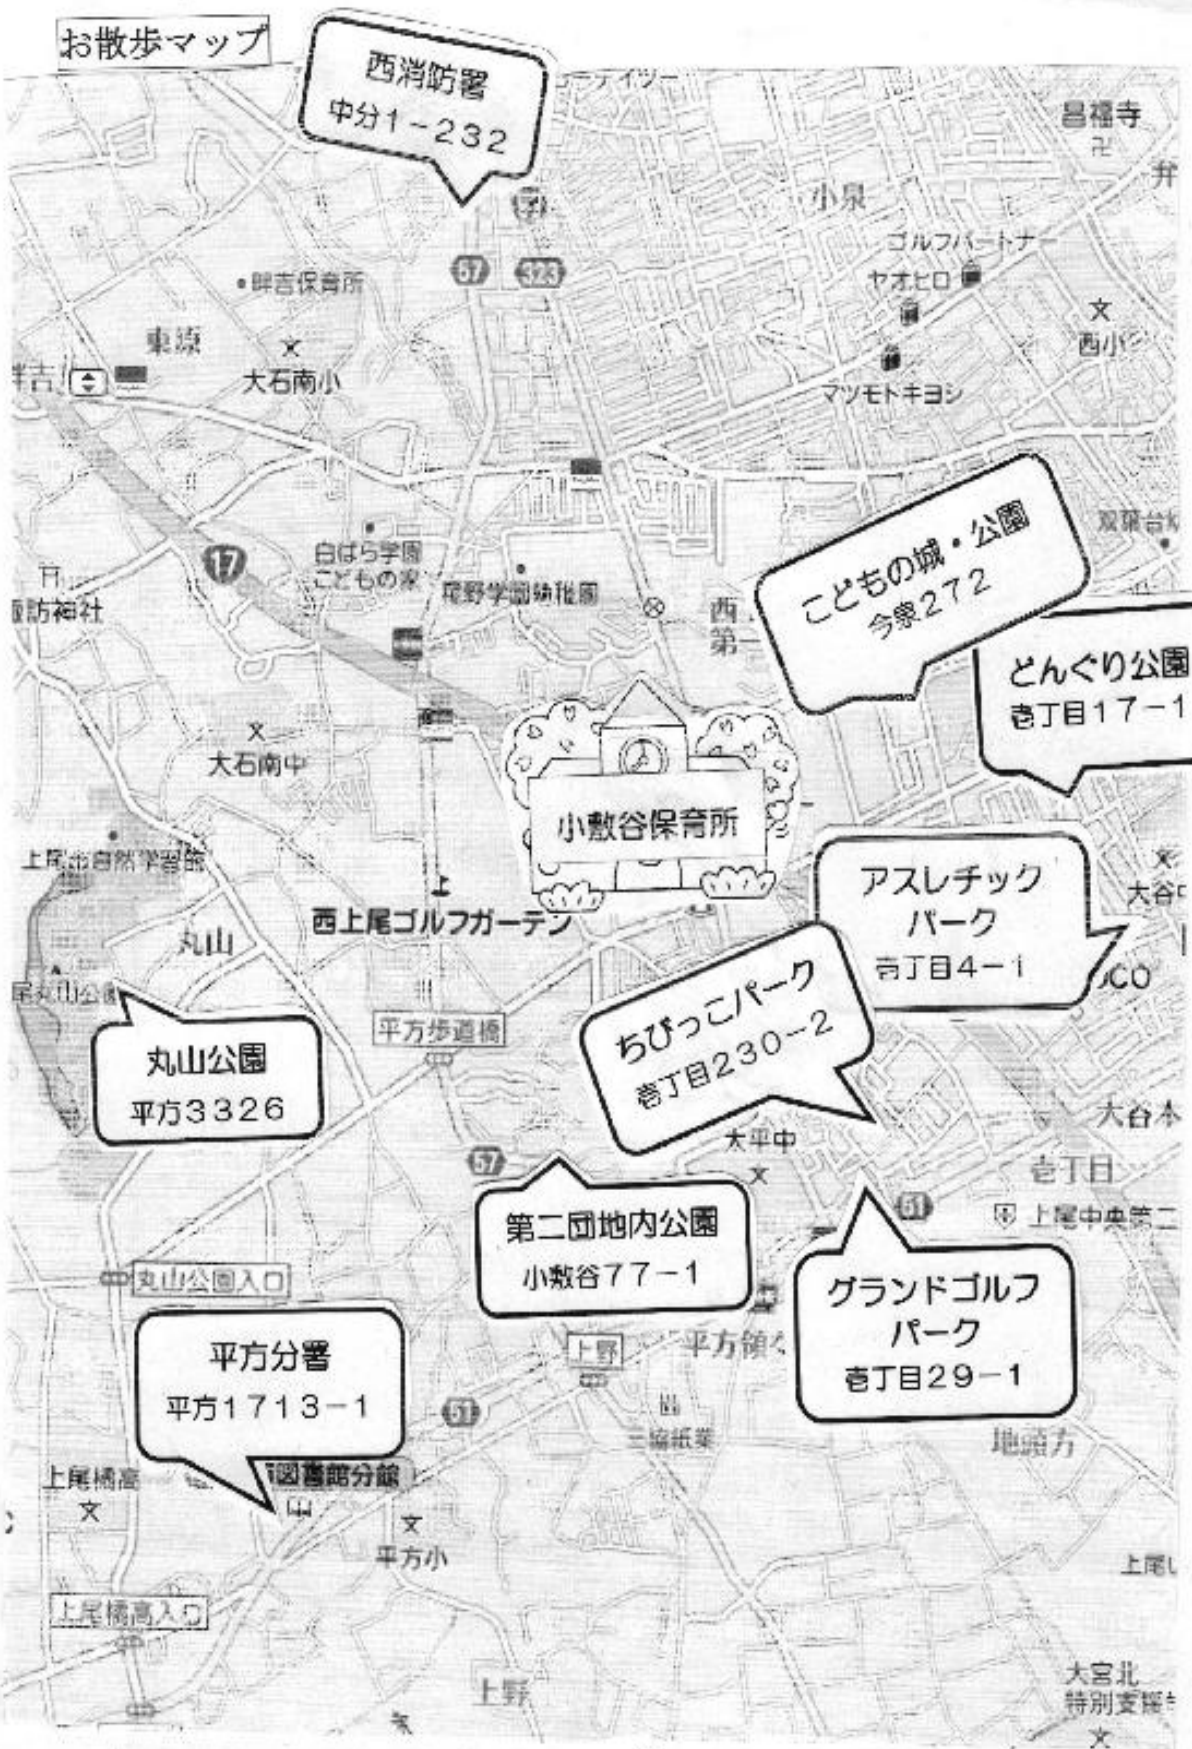 お散歩マップ
西消防署
中分1-232
昌福寺
小泉
ゴルフパートナー
ヤオヒロ
57
323
畔吉保育所
東源
大石南小
西小
マツモトキヨシ
こどもの城・公園
今泉272
白ばら学園
こどもの家
尾野学園幼稚園
17
どんぐり公園
壱丁目17-1
大石南中
小敷谷保育所
上尾市自然学習館
アスレチック
パーク
壱丁目4-1
西上尾ゴルフガーデン
丸山
ちびっこパーク
壱丁目230-2
平方歩道橋
丸山公園
平方3326
大谷本
太平中
57
壱丁目
61
上尾中央第二
第二団地内公園
小敷谷77-1
丸山公園入口
グランドゴルフ
パーク
壱丁目29-1
平方分署
平方1713-1
上野
平方領
51
三協紙業
地頭方
上尾橘高
図書館分館
平方小
上尾橘高入口
上野
大宮北
特別支援